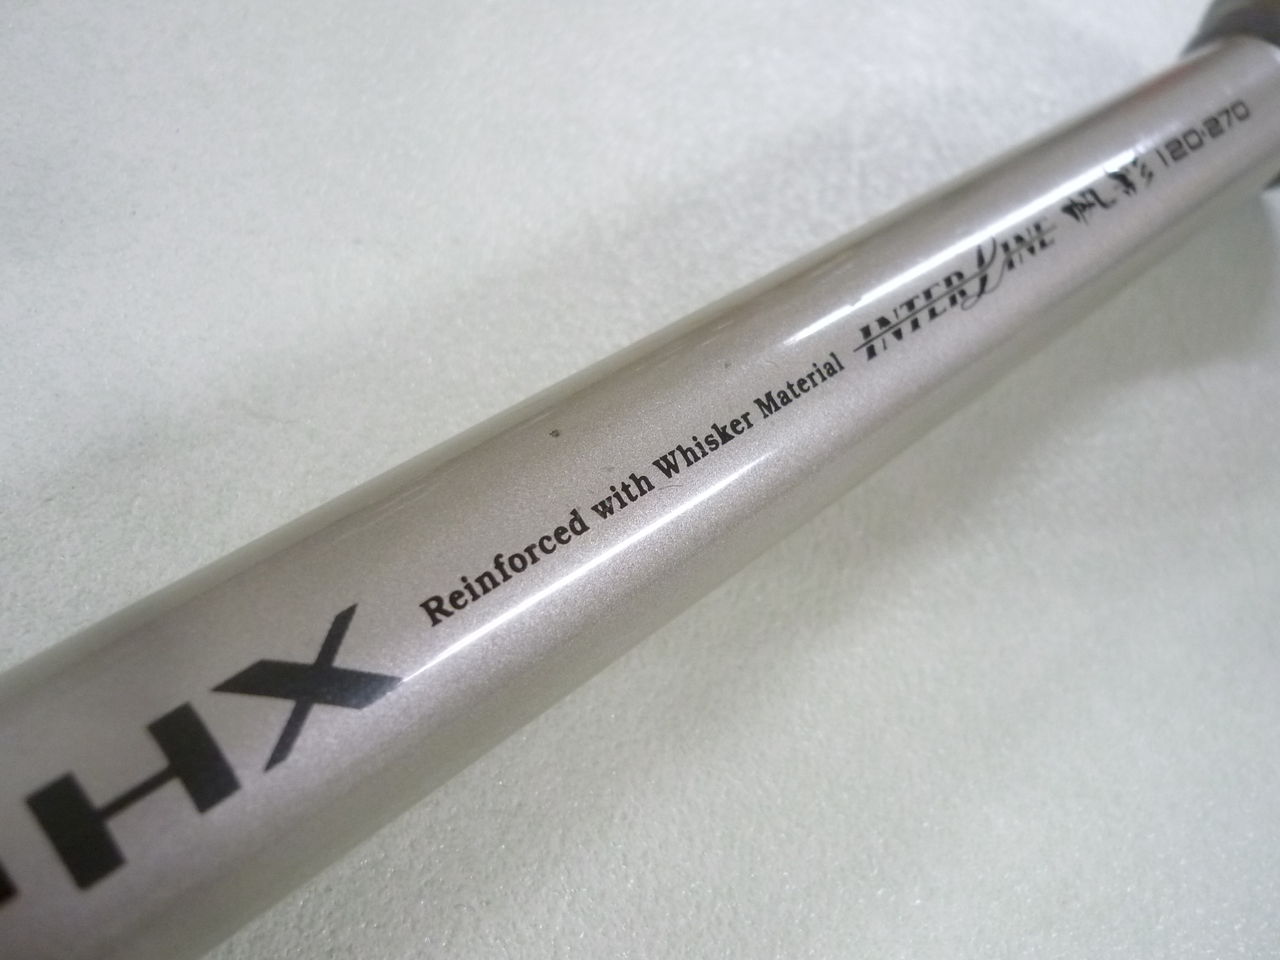 HX Reinforced with Whisker Material INTERLINE 120-270